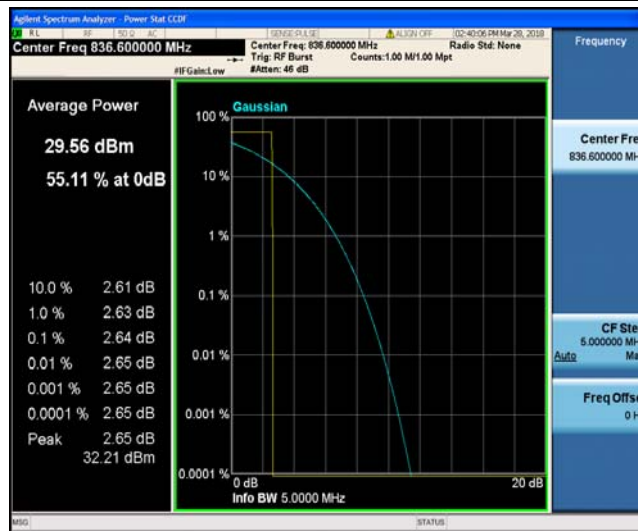 Agilent Spectrum Analyzer - Power Stat CCDF
RL RF 50 Ω AC SENSE:PULSE ALIGN OFF 02:40:06 PM Mar 28, 2018
Center Freq 836.600000 MHz
Center Freq: 836.600000 MHz Radio Std: None
Trig: RF Burst Counts:1.00 M/1.00 Mpt
#IFGain:Low #Atten: 46 dB
Frequency
Average Power
29.56 dBm
55.11 % at 0dB
10.0 % 2.61 dB
1.0 % 2.63 dB
0.1 % 2.64 dB
0.01 % 2.65 dB
0.001 % 2.65 dB
0.0001 % 2.65 dB
Peak 2.65 dB
32.21 dBm
Gaussian
100 %
10 %
1 %
0.1 %
0.01 %
0.001 %
0.0001 %
0 dB 20 dB
Info BW 5.0000 MHz
Center Fre
836.600000 MH
CF Ste
5.000000 MH
Auto Ma
Freq Offse
0 H
MSG STATUS